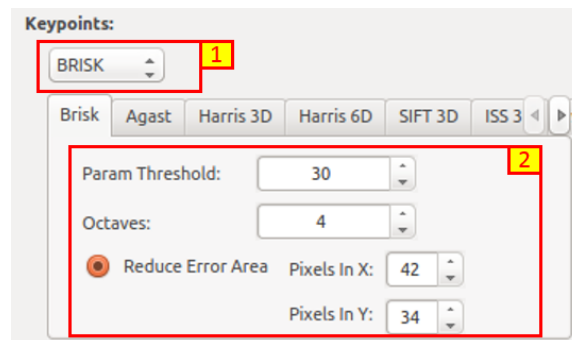 Keypoints:
BRISK 1
Brisk Agast Harris 3D Harris 6D SIFT 3D ISS 3
2
Param Threshold: 30
Octaves: 4
Reduce Error Area Pixels In X: 42
Pixels In Y: 34